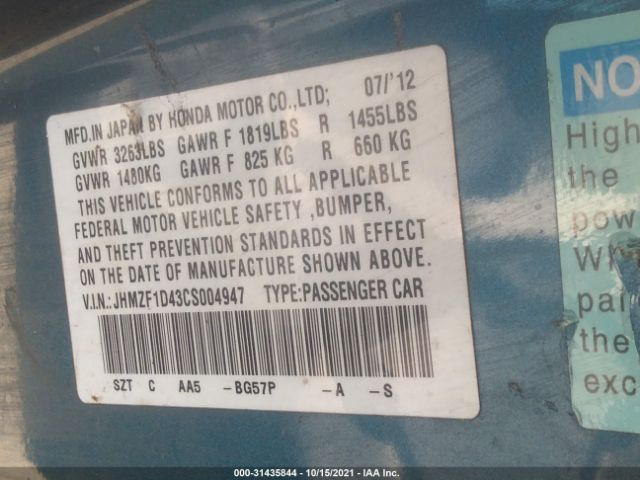 MFD.IN JAPAN BY HONDA MOTOR CO.,LTD; 07/'12
GVWR 3263LBS GAWR F 1819LBS R 1455LBS
GVWR 1480KG GAWR F 825 KG R 660 KG
THIS VEHICLE CONFORMS TO ALL APPLICABLE
FEDERAL MOTOR VEHICLE SAFETY ,BUMPER,
AND THEFT PREVENTION STANDARDS IN EFFECT
ON THE DATE OF MANUFACTURE SHOWN ABOVE.
V.I.N.:JHMZF1D43CS004947 TYPE:PASSENGER CAR
SZT C AA5 -BG57P -A -S
NO
High
the
pow
Wh
pai
the
exc
000-31435844 - 10/15/2021 - IAA Inc.